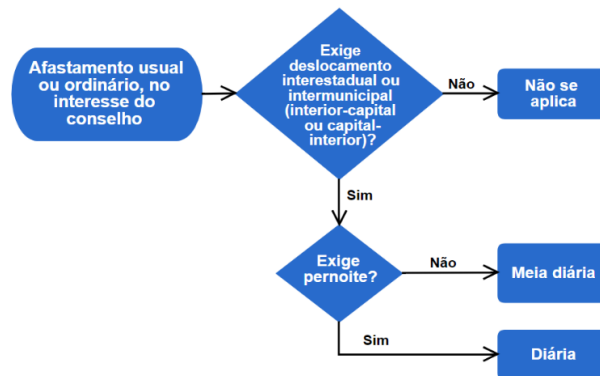 Afastamento usual
ou ordinário, no
interesse do
conselho
Exige
deslocamento
interestadual ou
intermunicipal
(interior-capital
ou capital-
interior)?
Não
Não se
aplica
Sim
Exige
pernoite?
Não
Meia diária
Sim
Diária